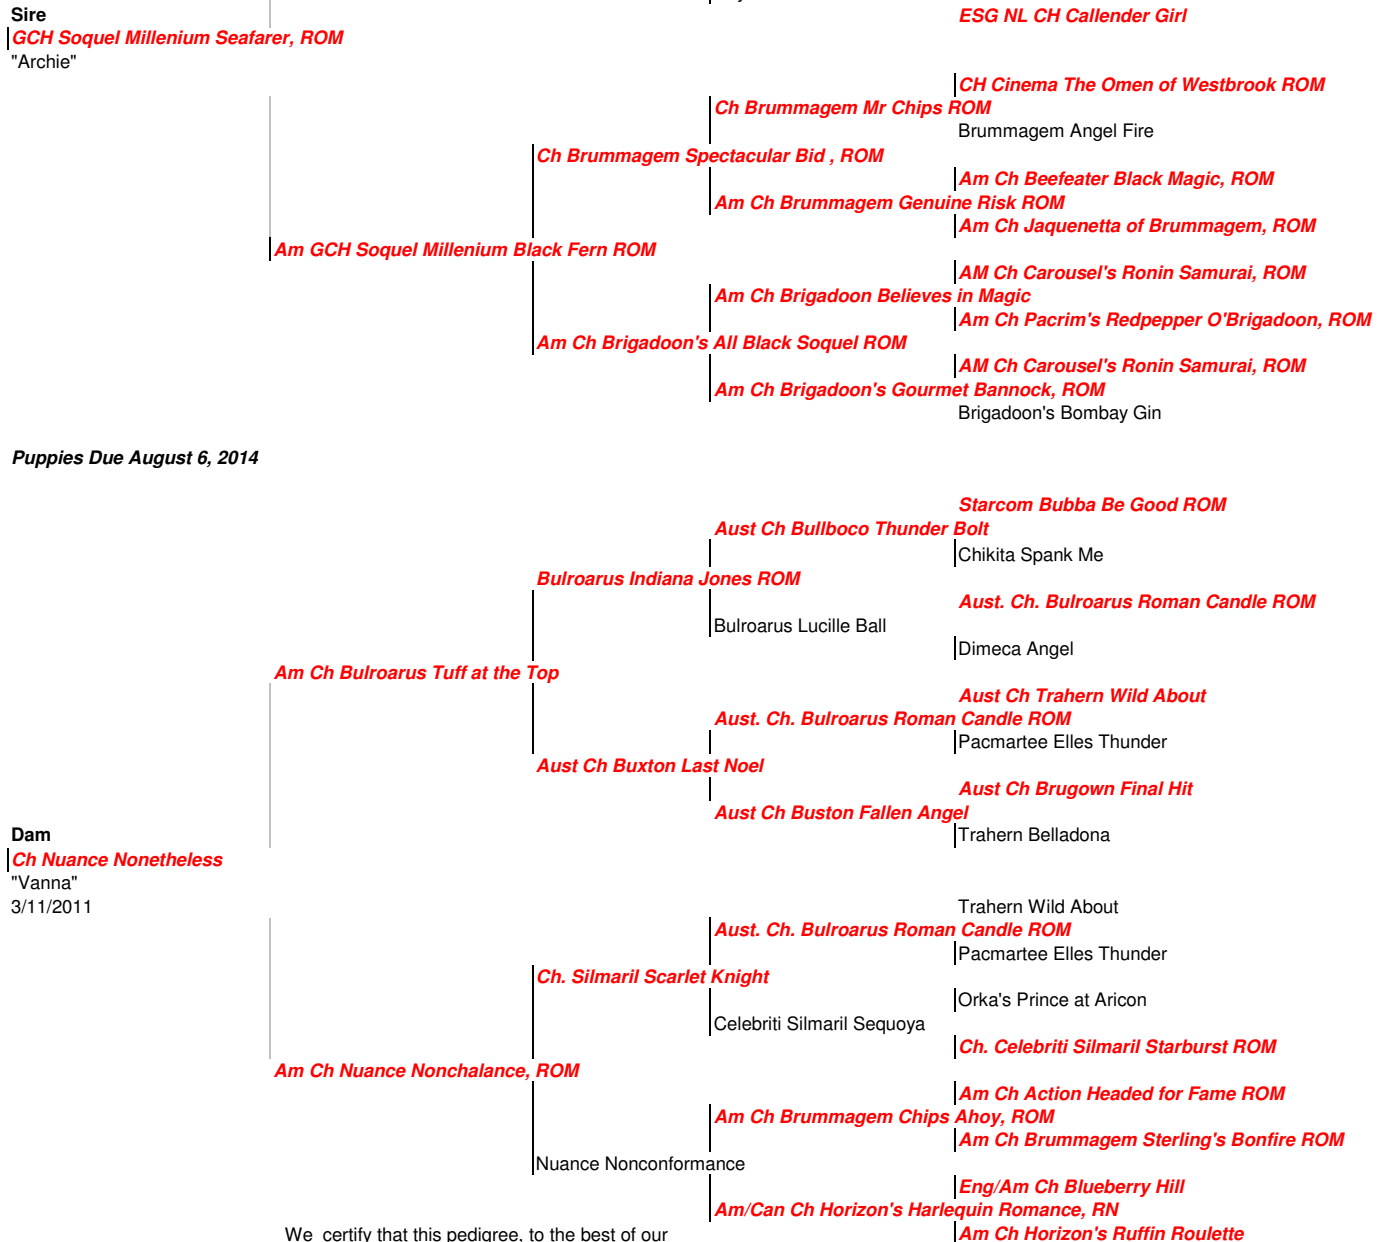 Sire
ESG NL CH Callender Girl
GCH Soquel Millenium Seafarer, ROM
"Archie"
CH Cinema The Omen of Westbrook ROM
Ch Brummagem Mr Chips ROM
Brummagem Angel Fire
Ch Brummagem Spectacular Bid , ROM
Am Ch Beefeater Black Magic, ROM
Am Ch Brummagem Genuine Risk ROM
Am Ch Jaquenetta of Brummagem, ROM
Am GCH Soquel Millenium Black Fern ROM
AM Ch Carousel's Ronin Samurai, ROM
Am Ch Brigadoon Believes in Magic
Am Ch Pacrim's Redpepper O'Brigadoon, ROM
Am Ch Brigadoon's All Black Soquel ROM
AM Ch Carousel's Ronin Samurai, ROM
Am Ch Brigadoon's Gourmet Bannock, ROM
Brigadoon's Bombay Gin
Puppies Due August 6, 2014
Starcom Bubba Be Good ROM
Aust Ch Bullboco Thunder Bolt
Chikita Spank Me
Bulroarus Indiana Jones ROM
Aust. Ch. Bulroarus Roman Candle ROM
Bulroarus Lucille Ball
Dimeca Angel
Am Ch Bulroarus Tuff at the Top
Aust Ch Trahern Wild About
Aust. Ch. Bulroarus Roman Candle ROM
Pacmartee Elles Thunder
Aust Ch Buxton Last Noel
Aust Ch Brugown Final Hit
Aust Ch Buston Fallen Angel
Dam
Trahern Belladona
Ch Nuance Nonetheless
"Vanna"
3/11/2011
Trahern Wild About
Aust. Ch. Bulroarus Roman Candle ROM
Pacmartee Elles Thunder
Ch. Silmaril Scarlet Knight
Orka's Prince at Aricon
Celebriti Silmaril Sequoya
Ch. Celebriti Silmaril Starburst ROM
Am Ch Nuance Nonchalance, ROM
Am Ch Action Headed for Fame ROM
Am Ch Brummagem Chips Ahoy, ROM
Am Ch Brummagem Sterling's Bonfire ROM
Nuance Nonconformance
Eng/Am Ch Blueberry Hill
Am/Can Ch Horizon's Harlequin Romance, RN
Am Ch Horizon's Ruffin Roulette
We certify that this pedigree, to the best of our